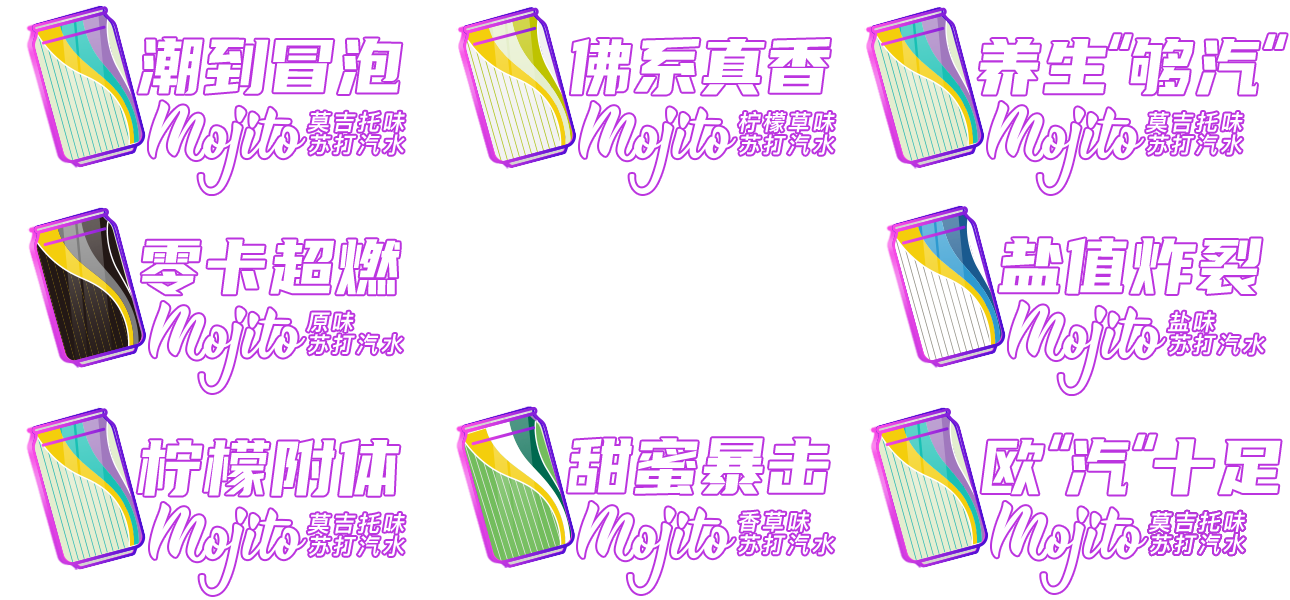 潮到冒泡
Mojito 莫吉托味
苏打汽水
佛系真香
Mojito 柠檬草味
苏打汽水
养生“够汽”
Mojito 莫吉托味
苏打汽水
零卡超燃
Mojito 原味
苏打汽水
盐值炸裂
Mojito 盐味
苏打汽水
柠檬附体
Mojito 莫吉托味
苏打汽水
甜蜜暴击
Mojito 香草味
苏打汽水
欧“汽”十足
Mojito 莫吉托味
苏打汽水